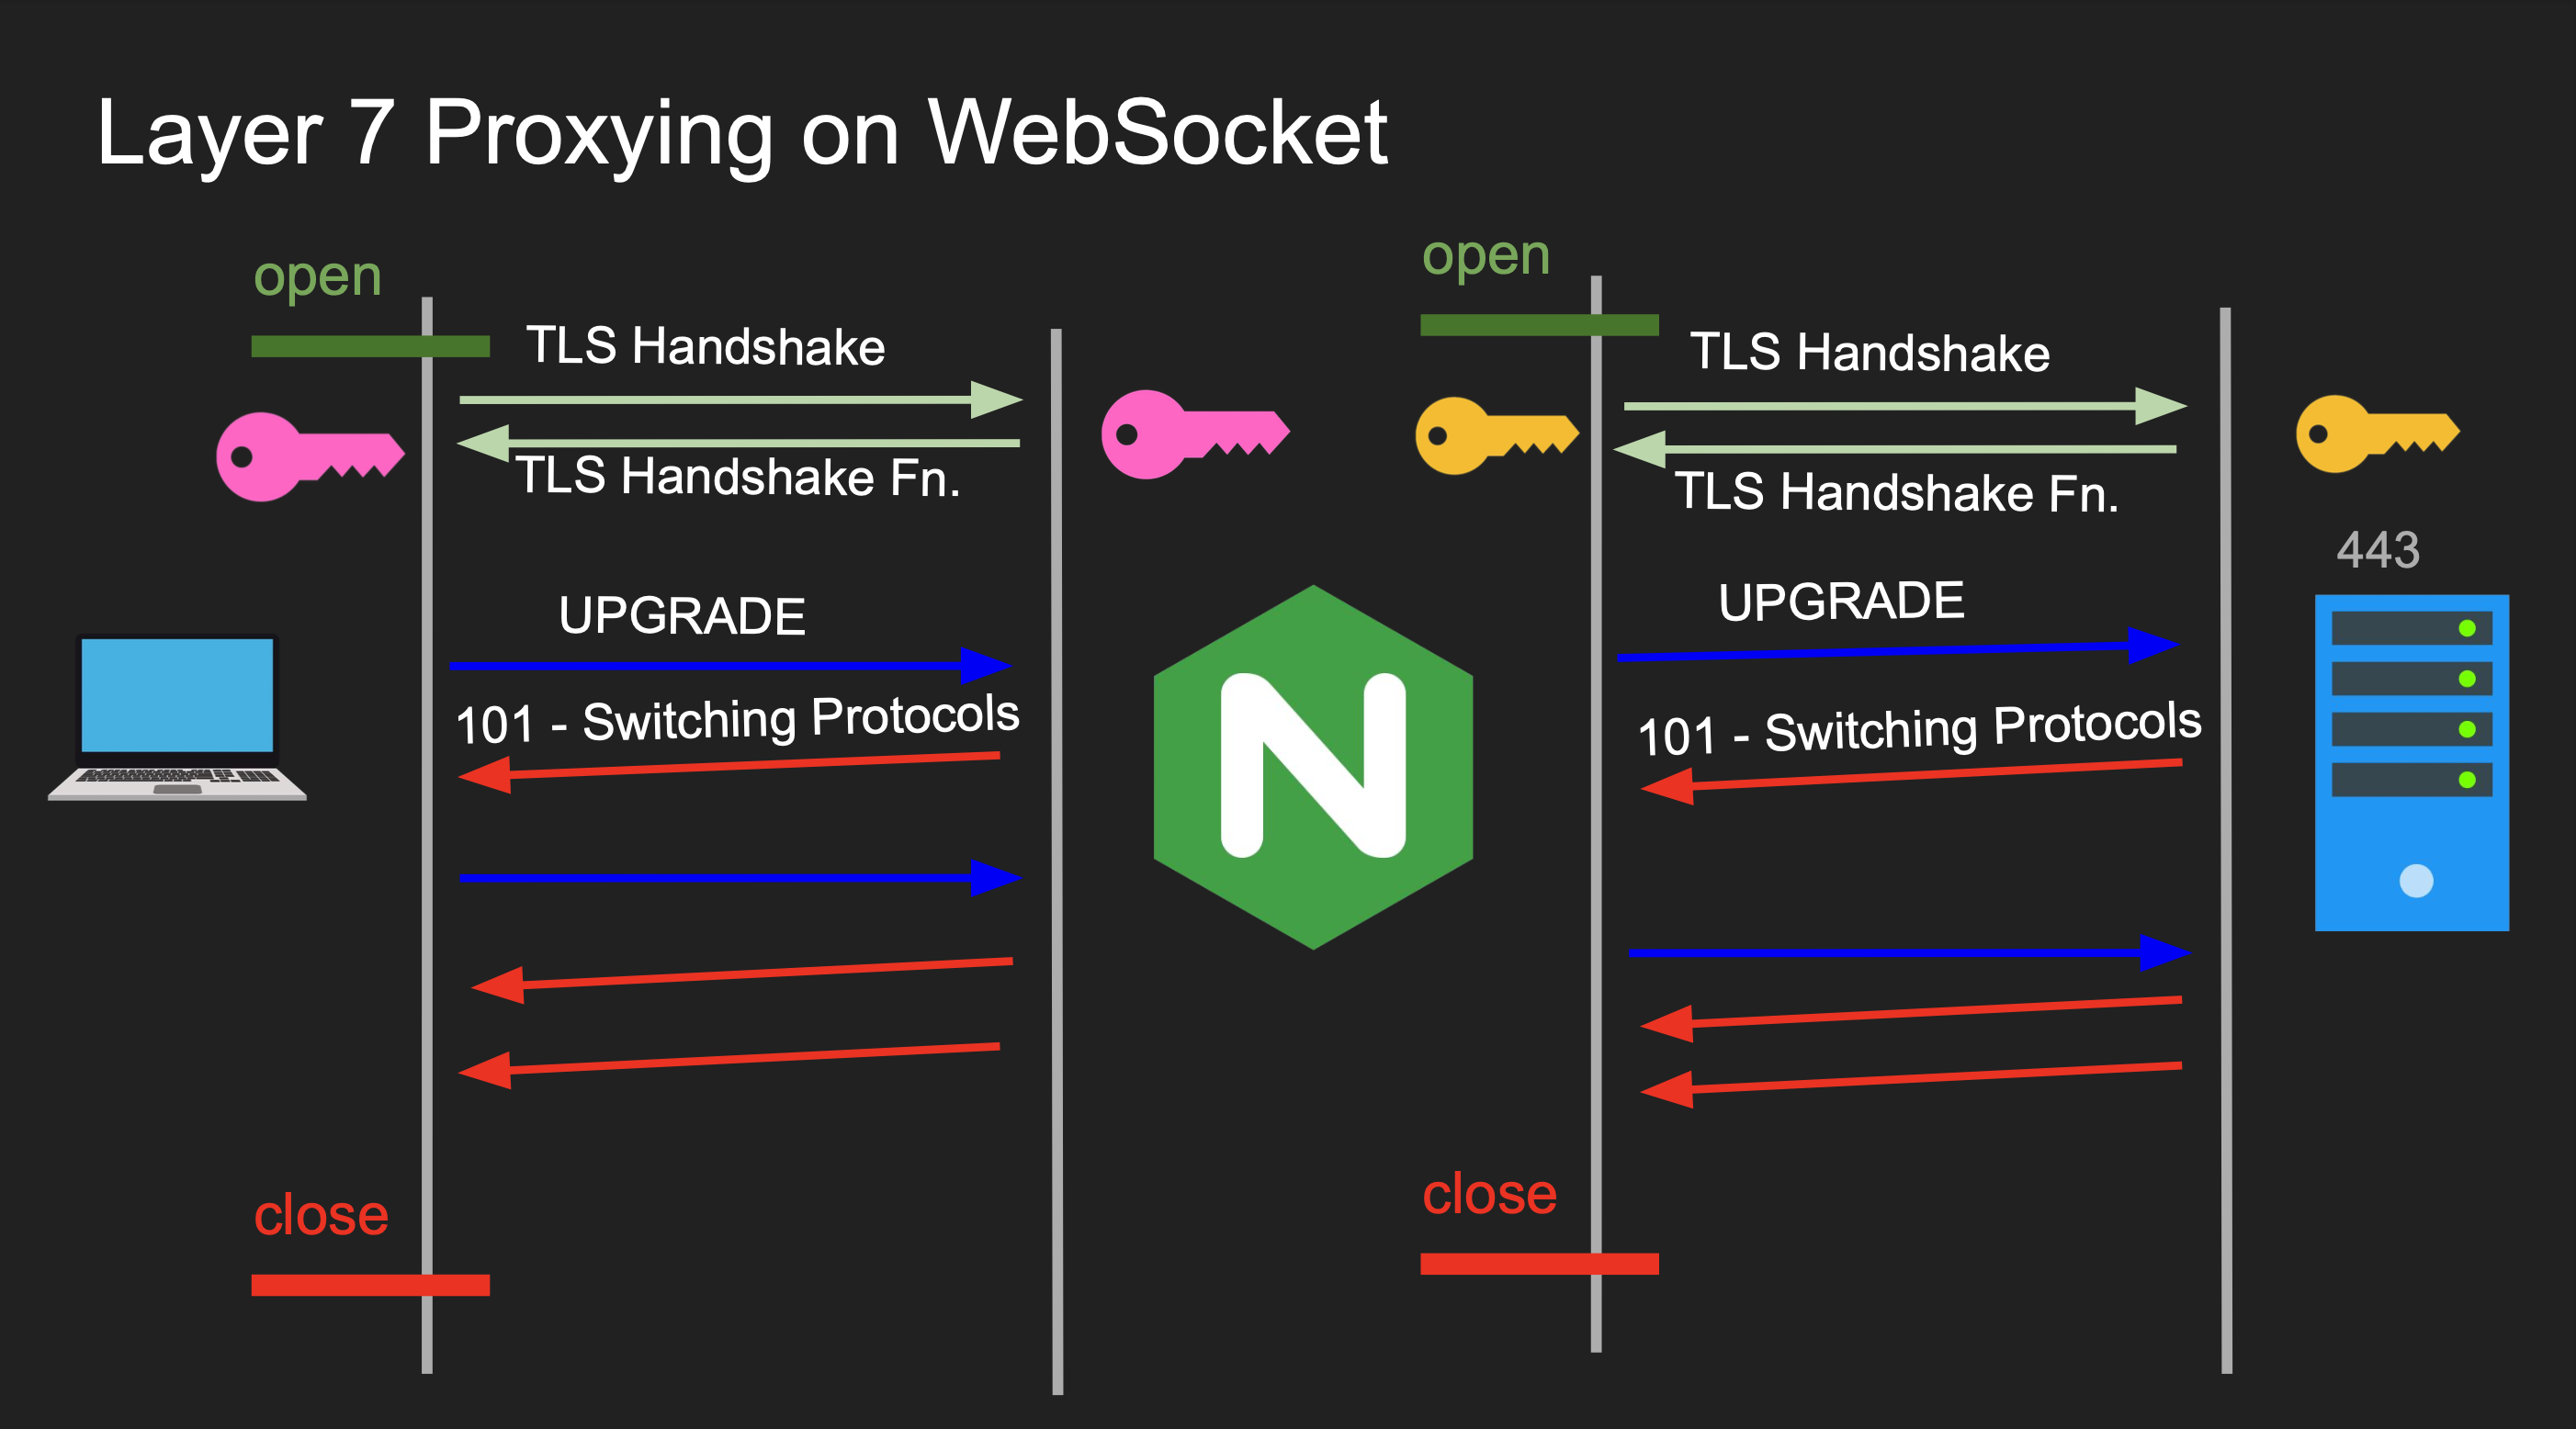 Layer 7 Proxying on WebSocket
open
TLS Handshake
TLS Handshake Fn.
UPGRADE
101 - Switching Protocols
close
N
open
TLS Handshake
TLS Handshake Fn.
443
UPGRADE
101 - Switching Protocols
close